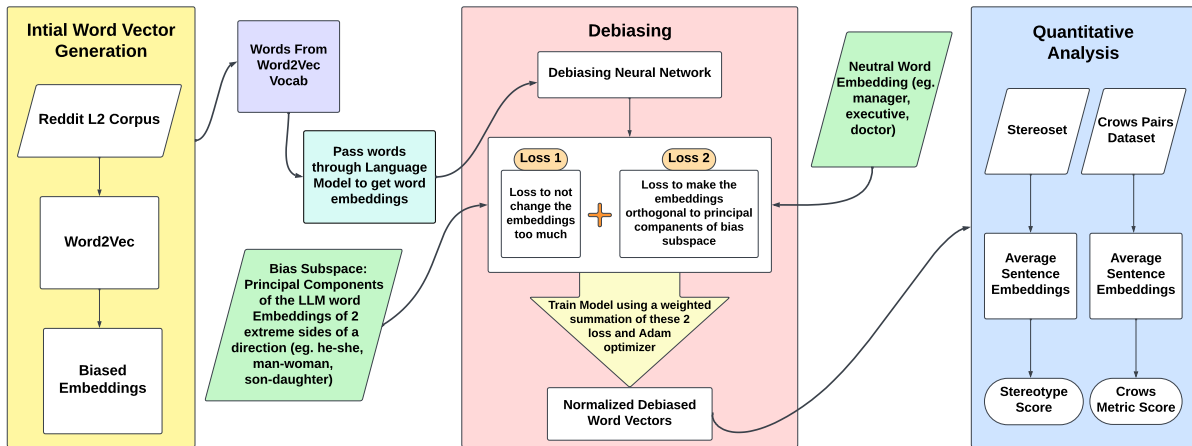 Intial Word Vector
Generation
Reddit L2 Corpus
Word2Vec
Biased
Embeddings
Words From
Word2Vec
Vocab
Pass words
through Language
Model to get word
embeddings
Bias Subspace:
Principal Components
of the LLM word
Embeddings of 2
extreme sides of a
direction (eg. he-she,
man-woman,
son-daughter)
Debiasing
Debiasing Neural Network
Loss 1
Loss to not
change the
embeddings
too much
Loss 2
Loss to make the
embeddings
orthogonal to principal
companens of bias
subspace
Train Model using a weighted
summation of these 2
loss and Adam
optimizer
Normalized Debiased
Word Vectors
Neutral Word
Embedding (eg.
manager,
executive,
doctor)
Quantitative
Analysis
Stereoset
Average
Sentence
Embeddings
Stereotype
Score
Crows Pairs
Dataset
Average
Sentence
Embeddings
Crows
Metric Score